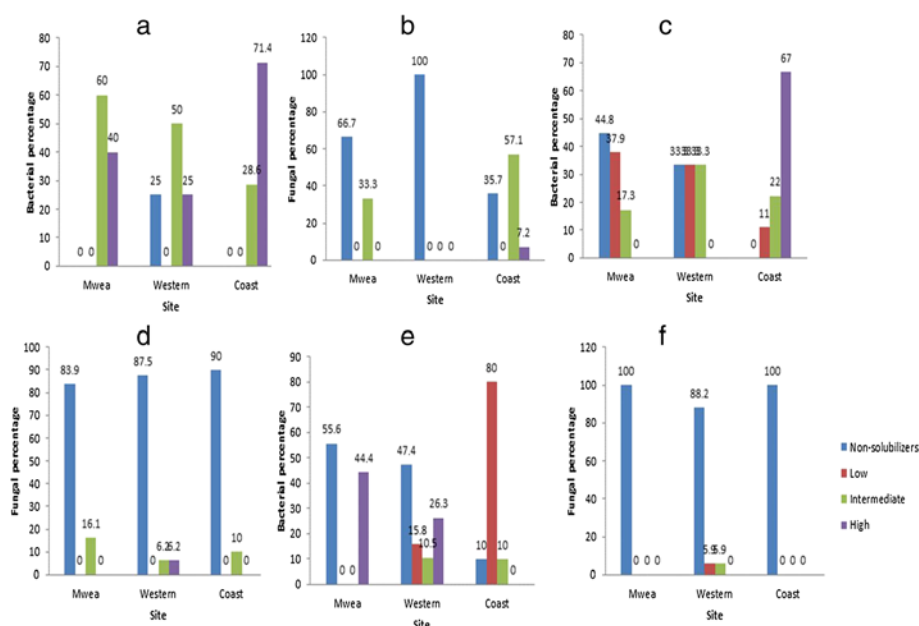 a
Bacterial percentage
80
70
60
50
40
30
20
10
0
0 0 60 40
25 50 25
0 0 28.6 71.4
Mwea Western Coast
Site
b
Fungal percentage
120
100
80
60
40
20
0
66.7 0 33.3 0
100 0 0 0
35.7 0 57.1 7.2
Mwea Western Coast
Site
c
Bacterial percentage
80
70
60
50
40
30
20
10
0
44.8 37.9 17.3 0
33.3 33.3 33.3 0
0 11 22 67
Mwea Western Coast
Site
d
Fungal percentage
100
90
80
70
60
50
40
30
20
10
0
83.9 0 16.1 0
87.5 0 6.2 6.2
90 0 10 0
Mwea Western Coast
Site
e
Bacterial percentage
90
80
70
60
50
40
30
20
10
0
55.6 0 0 44.4
47.4 15.8 10.5 26.3
10 80 10 0
Mwea Western Coast
Site
f
Fungal percentage
120
100
80
60
40
20
0
100 0 0 0
88.2 5.9 5.9 0
100 0 0 0
Mwea Western Coast
Site
Non-solubilizers
Low
Intermediate
High